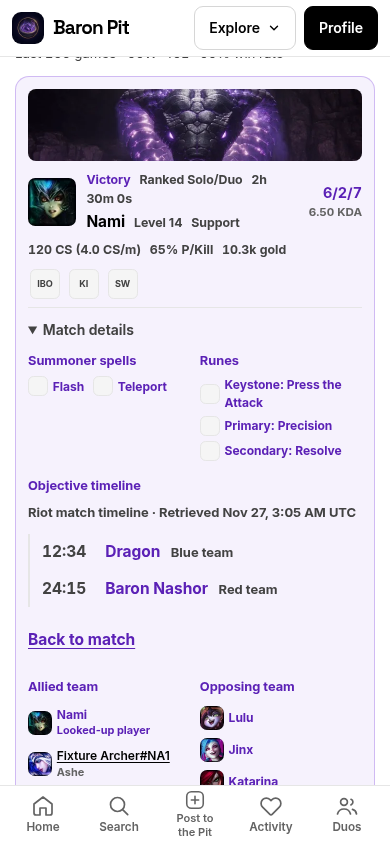 Baron Pit
Explore
Profile
Victory Ranked Solo/Duo 2h
30m 0s
Nami Level 14 Support
6/2/7
6.50 KDA
120 CS (4.0 CS/m) 65% P/Kill 10.3k gold
IBO KI SW
▼ Match details
Summoner spells
Flash Teleport
Runes
Keystone: Press the
Attack
Primary: Precision
Secondary: Resolve
Objective timeline
Riot match timeline · Retrieved Nov 27, 3:05 AM UTC
12:34 Dragon Blue team
24:15 Baron Nashor Red team
Back to match
Allied team
Nami
Looked-up player
Fixture Archer#NA1
Ashe
Opposing team
Lulu
Jinx
Katarina
Home
Search
Post to
the Pit
Activity
Duos